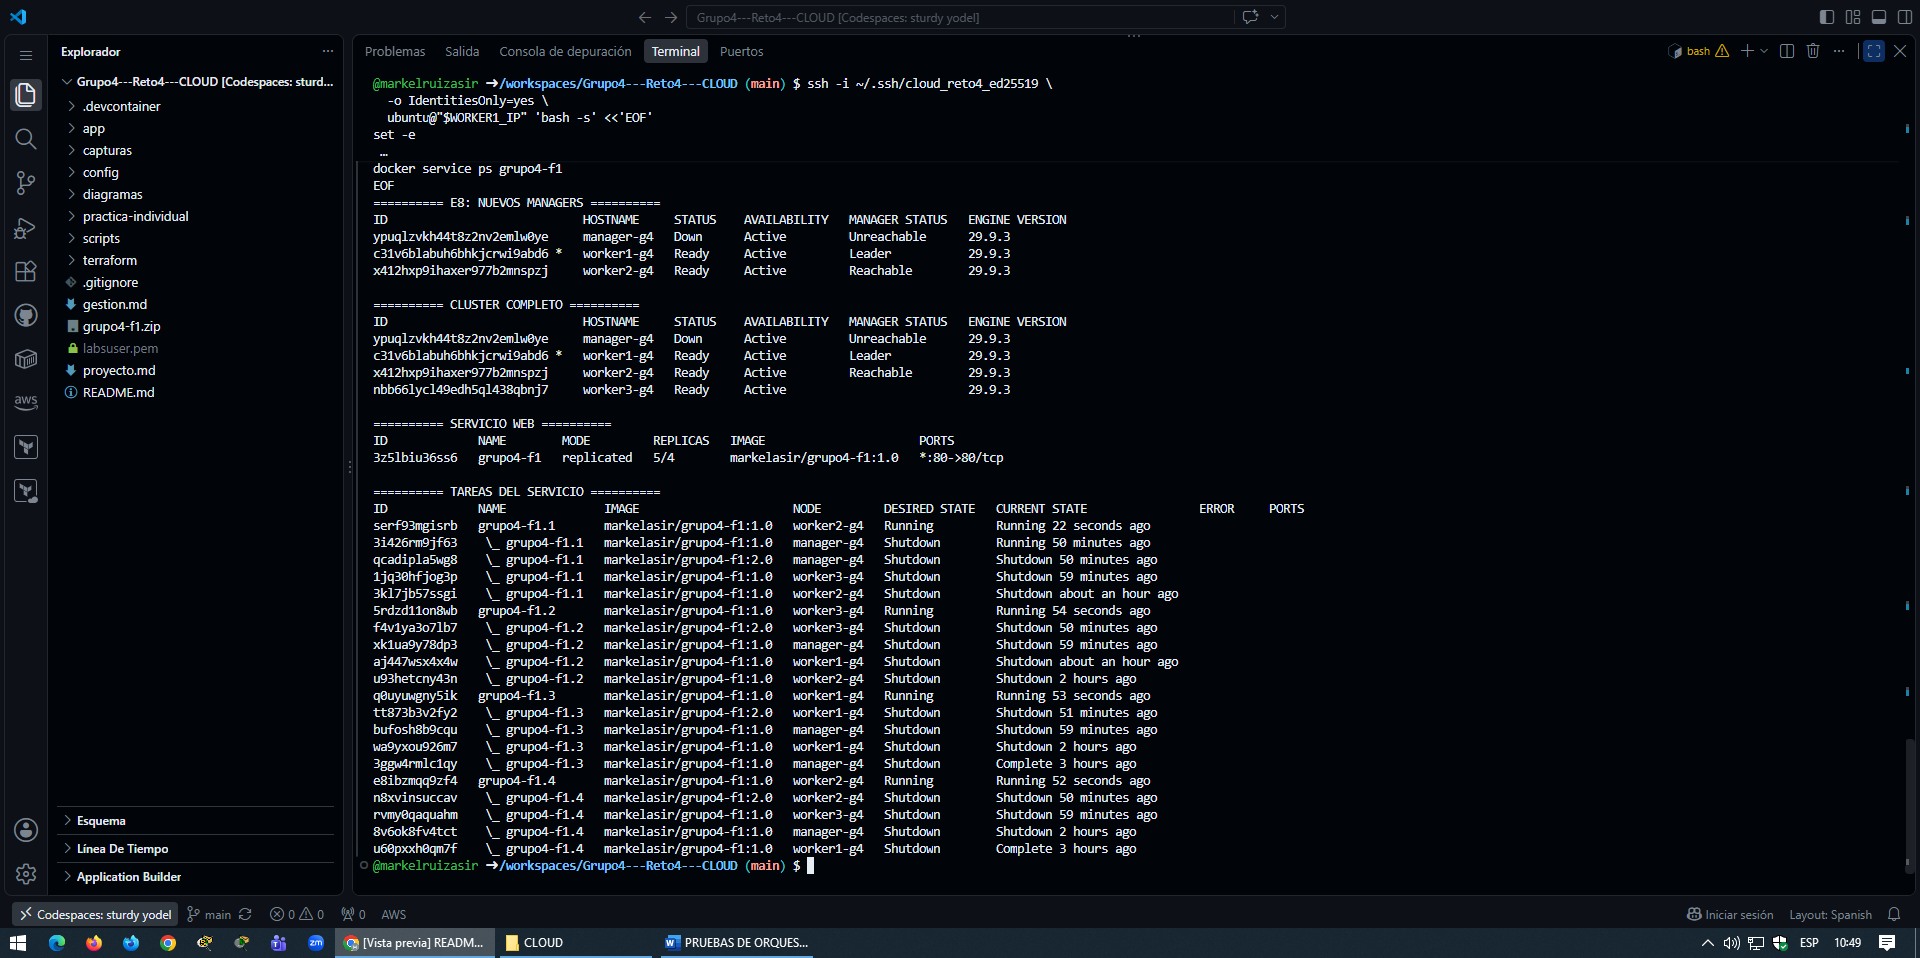 Grupo4---Reto4---CLOUD [Codespaces: sturdy yodel]
Explorador
Grupo4---Reto4---CLOUD [Codespaces: sturd...
.devcontainer
app
capturas
config
diagramas
practica-individual
scripts
terraform
.gitignore
gestion.md
grupo4-f1.zip
labsuser.pem
proyecto.md
README.md
Esquema
Línea De Tiempo
Application Builder
aws
Problemas Salida Consola de depuración Terminal Puertos
bash
@markelruizasir ➜/workspaces/Grupo4---Reto4---CLOUD (main) $ ssh -i ~/.ssh/cloud_reto4_ed25519 \
-o IdentitiesOnly=yes \
ubuntu@"$WORKER1_IP" 'bash -s' <<'EOF'
set -e
…
docker service ps grupo4-f1
EOF
========== E8: NUEVOS MANAGERS ==========
ID HOSTNAME STATUS AVAILABILITY MANAGER STATUS ENGINE VERSION
ypuqlzvkh44t8z2nv2emlw0ye manager-g4 Down Active Unreachable 29.9.3
c31v6blabuh6bhkjcrwi9abd6 * worker1-g4 Ready Active Leader 29.9.3
x412hxp9ihaxer977b2mnspzj worker2-g4 Ready Active Reachable 29.9.3
========== CLUSTER COMPLETO ==========
ID HOSTNAME STATUS AVAILABILITY MANAGER STATUS ENGINE VERSION
ypuqlzvkh44t8z2nv2emlw0ye manager-g4 Down Active Unreachable 29.9.3
c31v6blabuh6bhkjcrwi9abd6 * worker1-g4 Ready Active Leader 29.9.3
x412hxp9ihaxer977b2mnspzj worker2-g4 Ready Active Reachable 29.9.3
nbb66lycl49edh5ql438qbnj7 worker3-g4 Ready Active 29.9.3
========== SERVICIO WEB ==========
ID NAME MODE REPLICAS IMAGE PORTS
3z5lbiu36ss6 grupo4-f1 replicated 5/4 markelasir/grupo4-f1:1.0 *:80->80/tcp
========== TAREAS DEL SERVICIO ==========
ID NAME IMAGE NODE DESIRED STATE CURRENT STATE ERROR PORTS
serf93mgisrb grupo4-f1.1 markelasir/grupo4-f1:1.0 worker2-g4 Running Running 22 seconds ago
3i426rm9jf63 \_ grupo4-f1.1 markelasir/grupo4-f1:1.0 manager-g4 Shutdown Running 50 minutes ago
qcadipla5wg8 \_ grupo4-f1.1 markelasir/grupo4-f1:2.0 manager-g4 Shutdown Shutdown 50 minutes ago
1jq30hfjog3p \_ grupo4-f1.1 markelasir/grupo4-f1:1.0 worker3-g4 Shutdown Shutdown 59 minutes ago
3kl7jb57ssgi \_ grupo4-f1.1 markelasir/grupo4-f1:1.0 worker2-g4 Shutdown Shutdown about an hour ago
5rdzd11on8wb grupo4-f1.2 markelasir/grupo4-f1:1.0 worker3-g4 Running Running 54 seconds ago
f4v1ya3o7lb7 \_ grupo4-f1.2 markelasir/grupo4-f1:2.0 worker3-g4 Shutdown Shutdown 50 minutes ago
xk1ua9y78dp3 \_ grupo4-f1.2 markelasir/grupo4-f1:1.0 manager-g4 Shutdown Shutdown 59 minutes ago
aj447wsx4x4w \_ grupo4-f1.2 markelasir/grupo4-f1:1.0 worker1-g4 Shutdown Shutdown about an hour ago
u93hetcny43n \_ grupo4-f1.2 markelasir/grupo4-f1:1.0 worker2-g4 Shutdown Shutdown 2 hours ago
q0uyuwgny5ik grupo4-f1.3 markelasir/grupo4-f1:1.0 worker1-g4 Running Running 53 seconds ago
tt873b3v2fy2 \_ grupo4-f1.3 markelasir/grupo4-f1:2.0 worker1-g4 Shutdown Shutdown 51 minutes ago
bufosh8b9cqu \_ grupo4-f1.3 markelasir/grupo4-f1:1.0 manager-g4 Shutdown Shutdown 59 minutes ago
wa9yxou926m7 \_ grupo4-f1.3 markelasir/grupo4-f1:1.0 worker1-g4 Shutdown Shutdown 2 hours ago
3ggw4rmlc1qy \_ grupo4-f1.3 markelasir/grupo4-f1:1.0 manager-g4 Shutdown Complete 3 hours ago
e8ibzmqq9zf4 grupo4-f1.4 markelasir/grupo4-f1:1.0 worker2-g4 Running Running 52 seconds ago
n8xvinsuccav \_ grupo4-f1.4 markelasir/grupo4-f1:2.0 worker2-g4 Shutdown Shutdown 50 minutes ago
rvmy0qaquahm \_ grupo4-f1.4 markelasir/grupo4-f1:1.0 worker3-g4 Shutdown Shutdown 59 minutes ago
8v6ok8fv4tct \_ grupo4-f1.4 markelasir/grupo4-f1:1.0 manager-g4 Shutdown Shutdown 2 hours ago
u60pxxh0qm7f \_ grupo4-f1.4 markelasir/grupo4-f1:1.0 worker1-g4 Shutdown Complete 3 hours ago
@markelruizasir ➜/workspaces/Grupo4---Reto4---CLOUD (main) $
Codespaces: sturdy yodel main 0 0 0 AWS Iniciar sesión Layout: Spanish
[Vista previa] READM... CLOUD PRUEBAS DE ORQUES... ESP 10:49